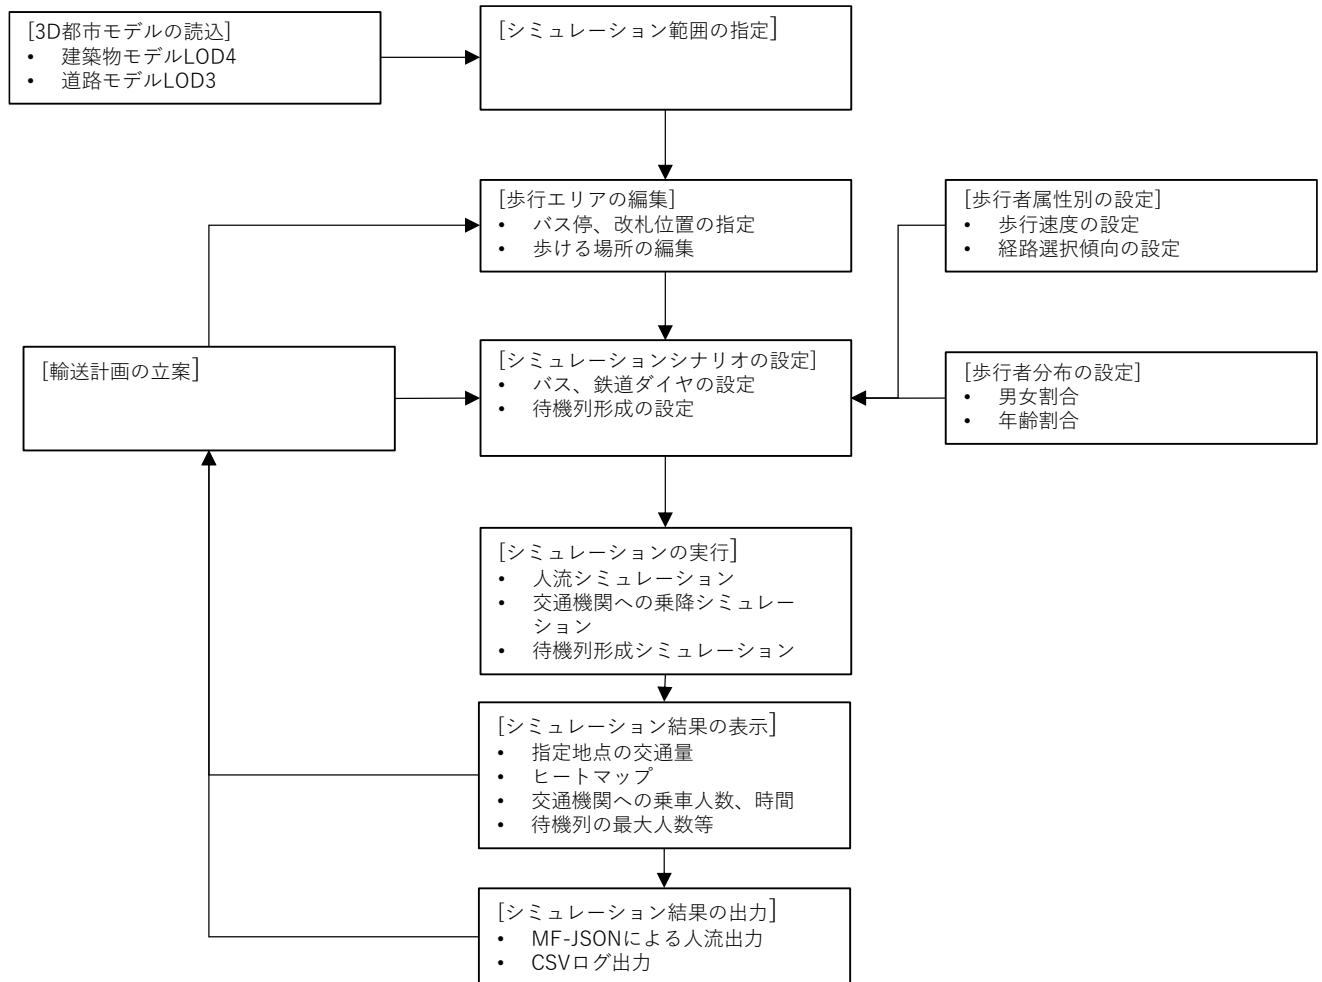 [3D都市モデルの読込]
• 建築物モデルLOD4
• 道路モデルLOD3
[シミュレーション範囲の指定]
[歩行エリアの編集]
• バス停、改札位置の指定
• 歩ける場所の編集
[歩行者属性別の設定]
• 歩行速度の設定
• 経路選択傾向の設定
[輸送計画の立案]
[シミュレーションシナリオの設定]
• バス、鉄道ダイヤの設定
• 待機列形成の設定
[歩行者分布の設定]
• 男女割合
• 年齢割合
[シミュレーションの実行]
• 人流シミュレーション
• 交通機関への乗降シミュレー
ション
• 待機列形成シミュレーション
[シミュレーション結果の表示]
• 指定地点の交通量
• ヒートマップ
• 交通機関への乗車人数、時間
• 待機列の最大人数等
[シミュレーション結果の出力]
• MF-JSONによる人流出力
• CSVログ出力